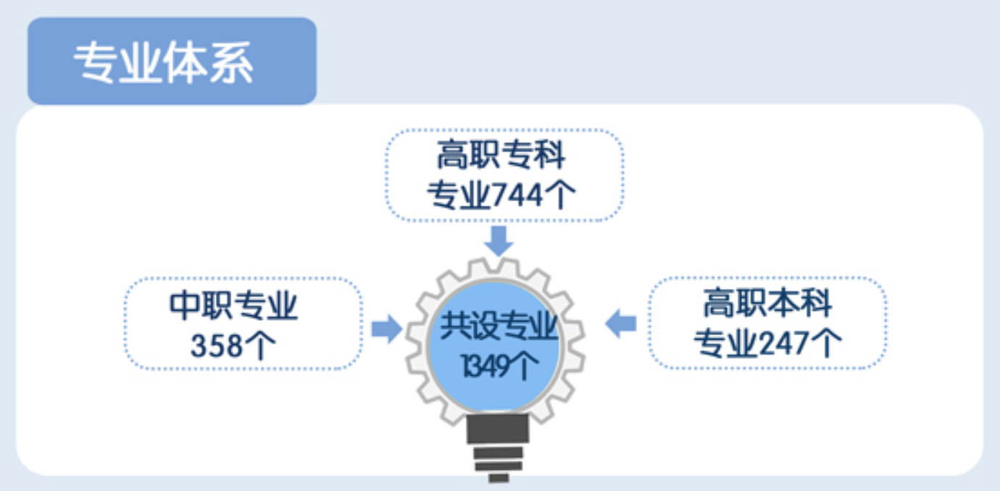 专业体系
高职专科
专业744个
中职专业
358个
共设专业
1349个
高职本科
专业247个